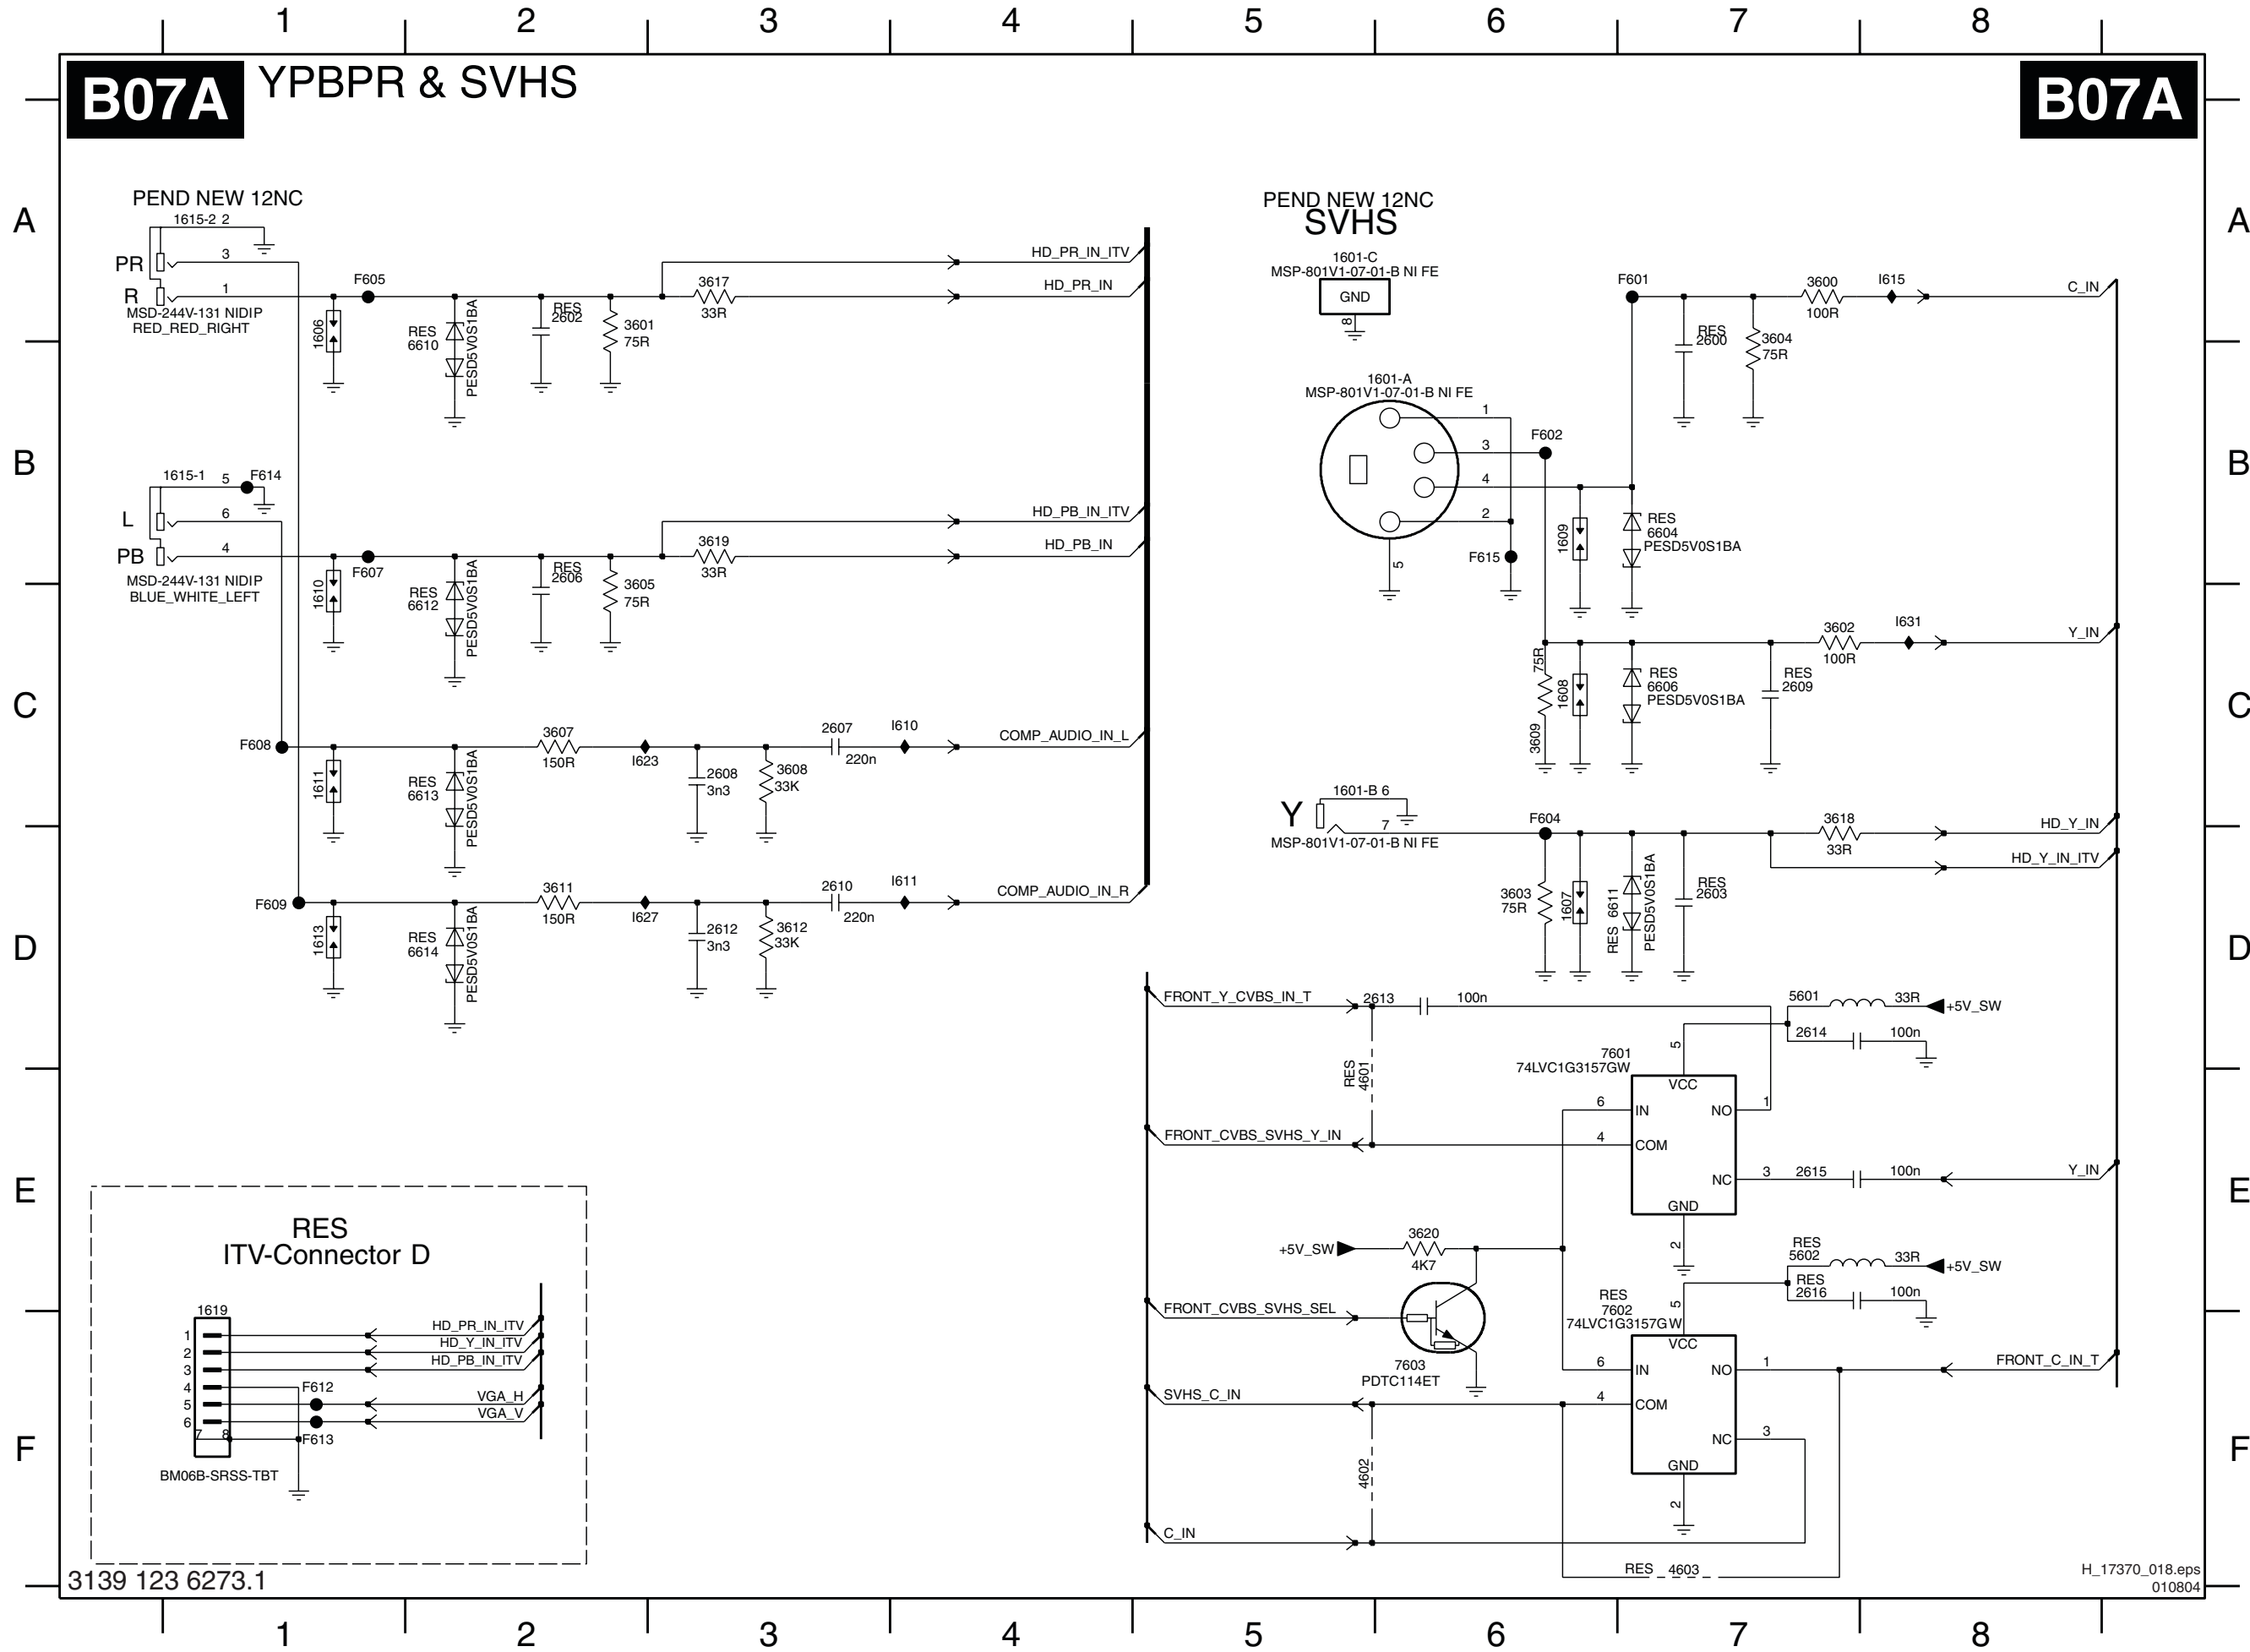 1 2 3 4 5 6 7 8
B07A YPBPR & SVHS B07A
A A
B B
C C
D D
E E
F F
PEND NEW 12NC
1615-2 2
PR
3
R
1
MSD-244V-131 NIDIP
RED_RED_RIGHT
F605
1606
RES
6610
PESD5V0S1BA
RES
2602
3601
75R
3617
33R
HD_PR_IN_ITV
HD_PR_IN
1615-1 5 F614
L
6
PB
4
MSD-244V-131 NIDIP
BLUE_WHITE_LEFT
F607
1610
RES
6612
PESD5V0S1BA
RES
2606
3605
75R
3619
33R
HD_PB_IN_ITV
HD_PB_IN
F608
1611
RES
6613
PESD5V0S1BA
3607
150R
I623
2608
3n3
3608
33K
2607
220n
I610
COMP_AUDIO_IN_L
F609
1613
RES
6614
PESD5V0S1BA
3611
150R
I627
2612
3n3
3612
33K
2610
220n
I611
COMP_AUDIO_IN_R
PEND NEW 12NC
SVHS
1601-C
MSP-801V1-07-01-B NI FE
GND
8
1601-A
MSP-801V1-07-01-B NI FE
1
3
4
2
5
F602
F615
F601
RES
2600
3604
75R
3600
100R
I615
C_IN
1609
RES
6604
PESD5V0S1BA
75R
3609
1608
RES
6606
PESD5V0S1BA
RES
2609
3602
100R
I631
Y_IN
Y
1601-B 6
7
MSP-801V1-07-01-B NI FE
F604
3603
75R
1607
RES 6611
PESD5V0S1BA
RES
2603
3618
33R
HD_Y_IN
HD_Y_IN_ITV
FRONT_Y_CVBS_IN_T
2613 100n
RES
4601
5601 33R
+5V_SW
2614 100n
7601
74LVC1G3157GW
5
VCC
6 IN NO 1
4 COM
NC 3
GND
2
FRONT_CVBS_SVHS_Y_IN
2615 100n
Y_IN
+5V_SW
3620
4K7
FRONT_CVBS_SVHS_SEL
7603
PDTC114ET
RES
5602 33R
+5V_SW
RES
2616 100n
RES
7602
74LVC1G3157GW
5
VCC
6 IN NO 1
4 COM
NC 3
GND
2
FRONT_C_IN_T
SVHS_C_IN
4602
C_IN
RES 4603
RES
ITV-Connector D
1619
1 HD_PR_IN_ITV
2 HD_Y_IN_ITV
3 HD_PB_IN_ITV
4 F612
5 VGA_H
6 VGA_V
7 8 F613
BM06B-SRSS-TBT
3139 123 6273.1
H_17370_018.eps
010804
1 2 3 4 5 6 7 8